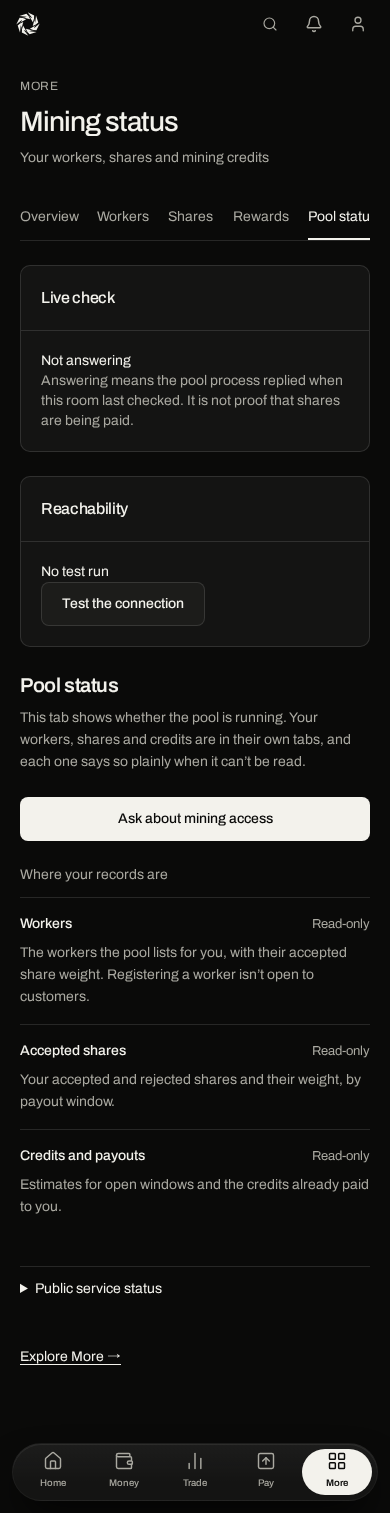 MORE
Mining status
Your workers, shares and mining credits
Overview Workers Shares Rewards Pool statu
Live check
Not answering
Answering means the pool process replied when
this room last checked. It is not proof that shares
are being paid.
Reachability
No test run
Test the connection
Pool status
This tab shows whether the pool is running. Your
workers, shares and credits are in their own tabs, and
each one says so plainly when it can’t be read.
Ask about mining access
Where your records are
Workers Read-only
The workers the pool lists for you, with their accepted
share weight. Registering a worker isn’t open to
customers.
Accepted shares Read-only
Your accepted and rejected shares and their weight, by
payout window.
Credits and payouts Read-only
Estimates for open windows and the credits already paid
to you.
Public service status
Explore More →
Home Money Trade Pay More